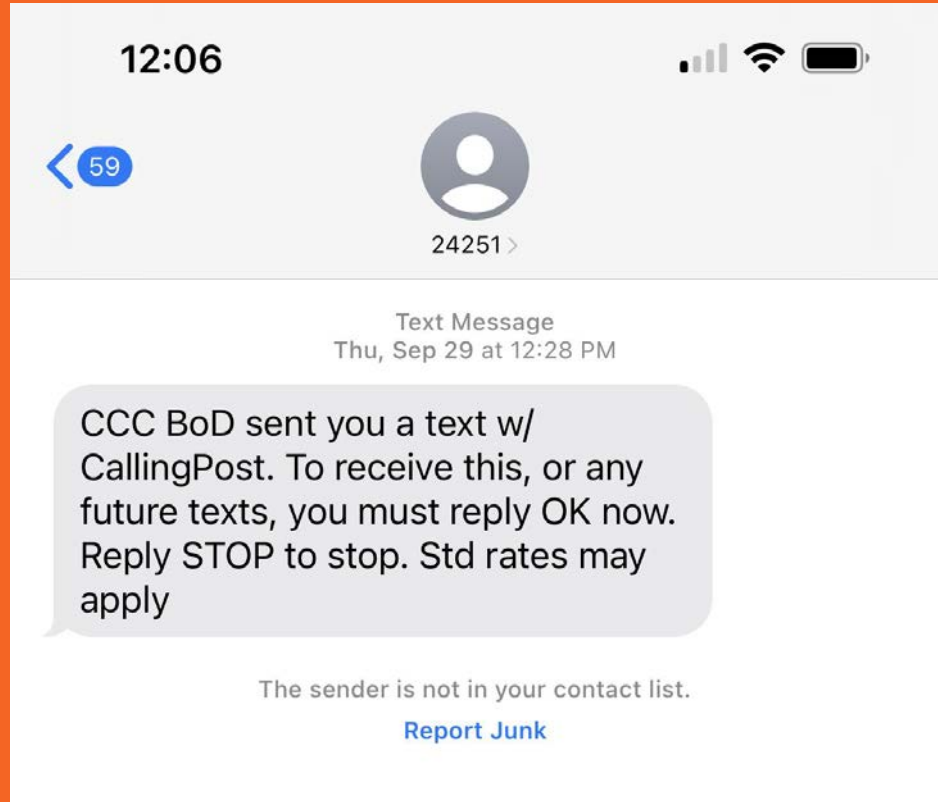 12:06
59
24251
Text Message
Thu, Sep 29 at 12:28 PM
CCC BoD sent you a text w/
CallingPost. To receive this, or any
future texts, you must reply OK now.
Reply STOP to stop. Std rates may
apply
The sender is not in your contact list.
Report Junk